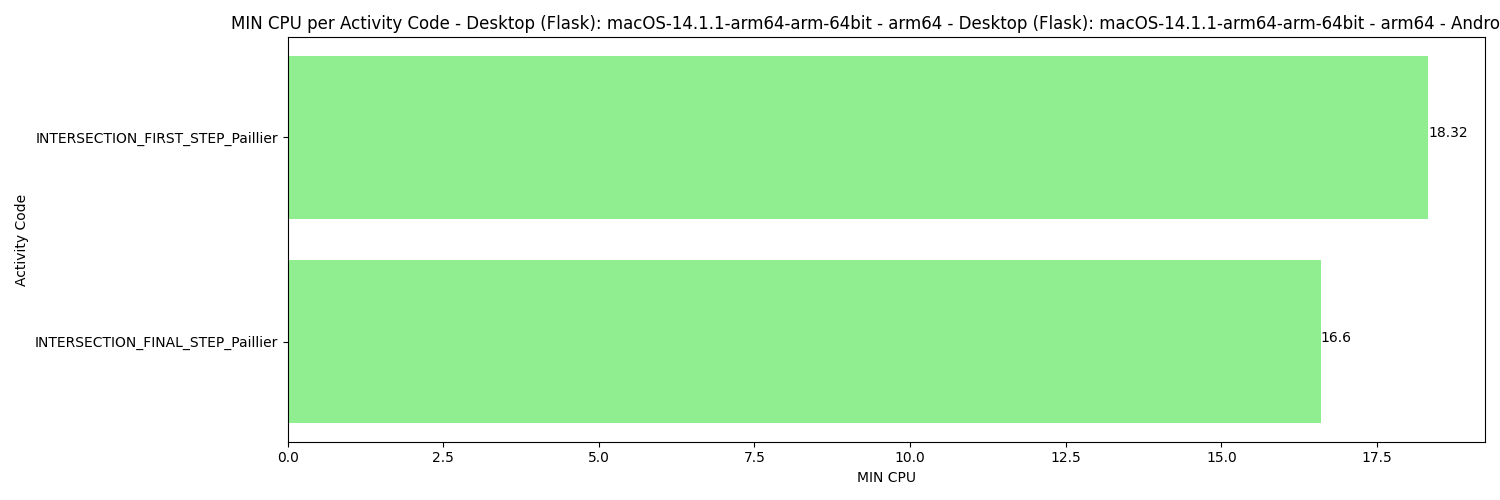 MIN CPU per Activity Code - Desktop (Flask): macOS-14.1.1-arm64-arm-64bit - arm64 - Desktop (Flask): macOS-14.1.1-arm64-arm-64bit - arm64 - Andro
INTERSECTION_FIRST_STEP_Paillier
18.32
Activity Code
INTERSECTION_FINAL_STEP_Paillier
16.6
0.0 2.5 5.0 7.5 10.0 12.5 15.0 17.5
MIN CPU